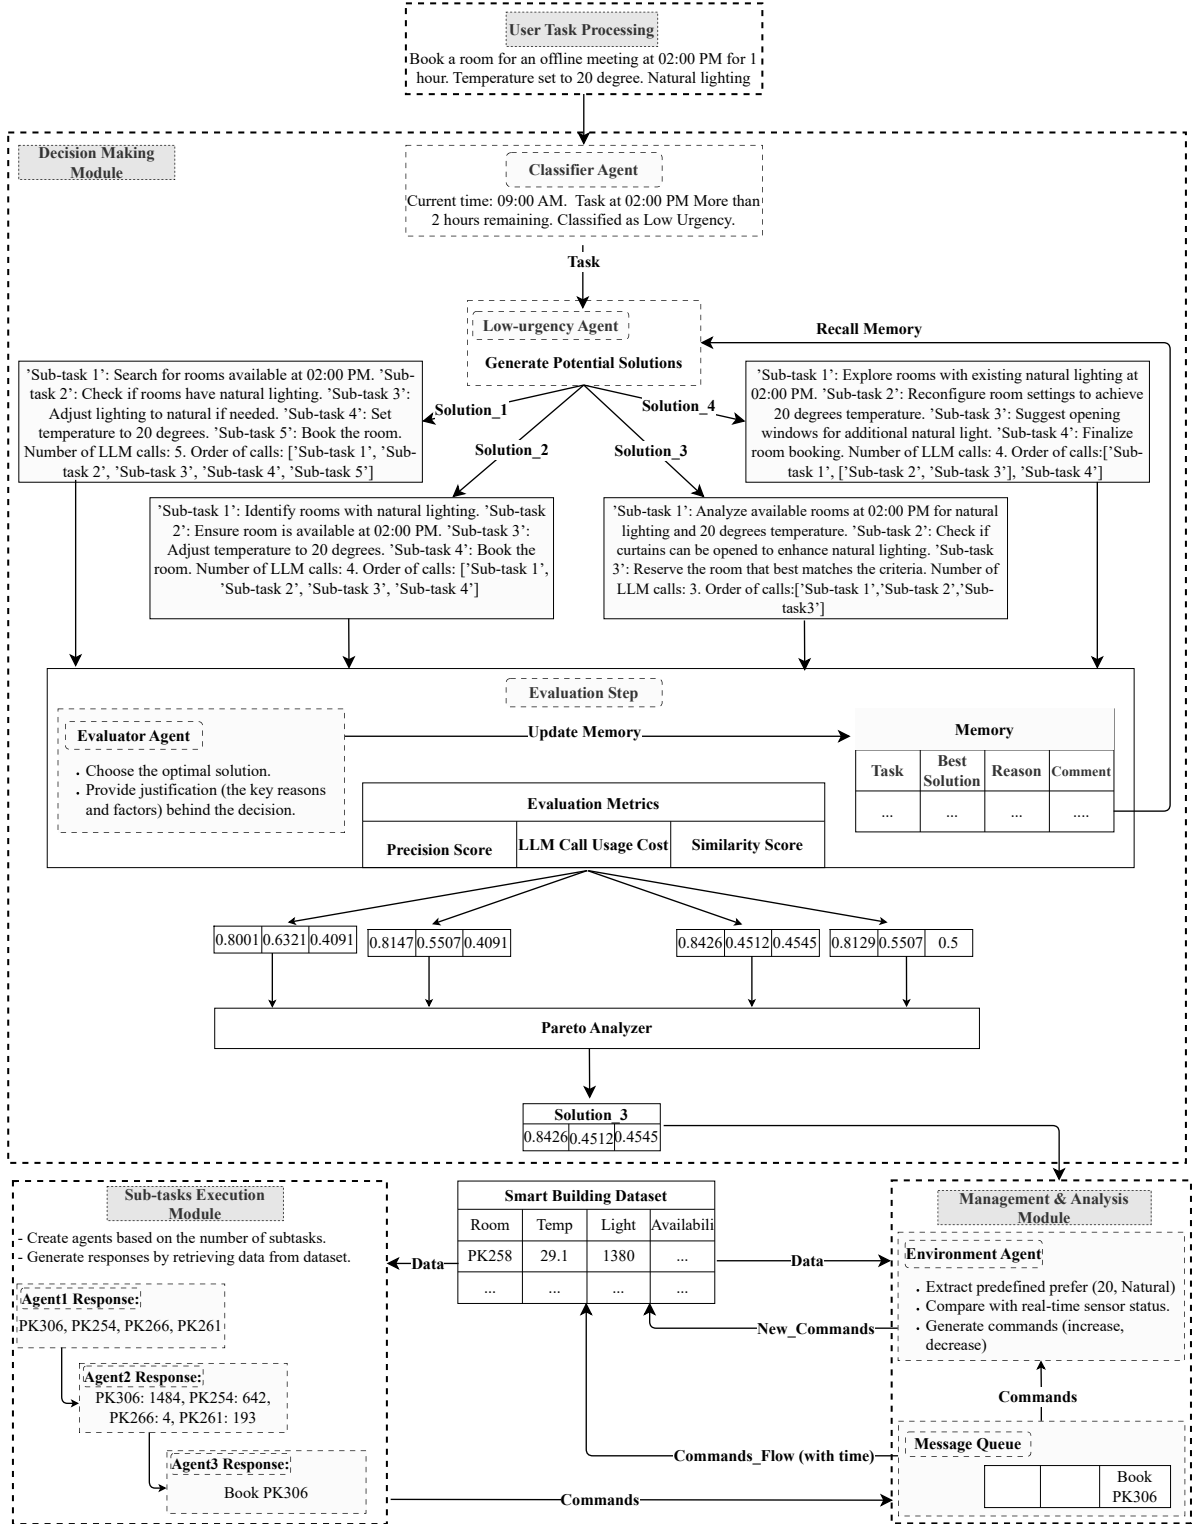 User Task Processing
Book a room for an offline meeting at 02:00 PM for 1
hour. Temperature set to 20 degree. Natural lighting
Decision Making
Module
Classifier Agent
Current time: 09:00 AM.  Task at 02:00 PM More than
2 hours remaining. Classified as Low Urgency.
Task
Low-urgency Agent
Generate Potential Solutions
Recall Memory
'Sub-task 1': Search for rooms available at 02:00 PM. 'Sub-
task 2': Check if rooms have natural lighting. 'Sub-task 3':
Adjust lighting to natural if needed. 'Sub-task 4': Set
temperature to 20 degrees. 'Sub-task 5': Book the room.
Number of LLM calls: 5. Order of calls: ['Sub-task 1', 'Sub-
task 2', 'Sub-task 3', 'Sub-task 4', 'Sub-task 5']
Solution_1
Solution_2
Solution_3
Solution_4
'Sub-task 1': Explore rooms with existing natural lighting at
02:00 PM. 'Sub-task 2': Reconfigure room settings to achieve
20 degrees temperature. 'Sub-task 3': Suggest opening
windows for additional natural light. 'Sub-task 4': Finalize
room booking. Number of LLM calls: 4. Order of calls:['Sub-
task 1', ['Sub-task 2', 'Sub-task 3'], 'Sub-task 4']
'Sub-task 1': Identify rooms with natural lighting. 'Sub-task
2': Ensure room is available at 02:00 PM. 'Sub-task 3':
Adjust temperature to 20 degrees. 'Sub-task 4': Book the
room. Number of LLM calls: 4. Order of calls: ['Sub-task 1',
'Sub-task 2', 'Sub-task 3', 'Sub-task 4']
'Sub-task 1': Analyze available rooms at 02:00 PM for natural
lighting and 20 degrees temperature. 'Sub-task 2': Check if
curtains can be opened to enhance natural lighting. 'Sub-task
3': Reserve the room that best matches the criteria. Number of
LLM calls: 3. Order of calls:['Sub-task 1','Sub-task 2','Sub-
task3']
Evaluation Step
Evaluator Agent
. Choose the optimal solution.
. Provide justification (the key reasons
and factors) behind the decision.
Update Memory
Memory
Task Best Solution Reason Comment
... ... ... ....
Evaluation Metrics
Precision Score LLM Call Usage Cost Similarity Score
0.8001 0.6321 0.4091
0.8147 0.5507 0.4091
0.8426 0.4512 0.4545
0.8129 0.5507 0.5
Pareto Analyzer
Solution_3
0.8426 0.4512 0.4545
Sub-tasks Execution
Module
- Create agents based on the number of subtasks.
- Generate responses by retrieving data from dataset.
Agent1 Response:
PK306, PK254, PK266, PK261
Agent2 Response:
PK306: 1484, PK254: 642,
PK266: 4, PK261: 193
Agent3 Response:
Book PK306
Data
Smart Building Dataset
Room Temp Light Availabili
PK258 29.1 1380 ...
... ... ... ...
Data
New_Commands
Commands_Flow (with time)
Commands
Management & Analysis
Module
Environment Agent
. Extract predefined prefer (20, Natural)
. Compare with real-time sensor status.
. Generate commands (increase,
decrease)
Commands
Message Queue
Book
PK306